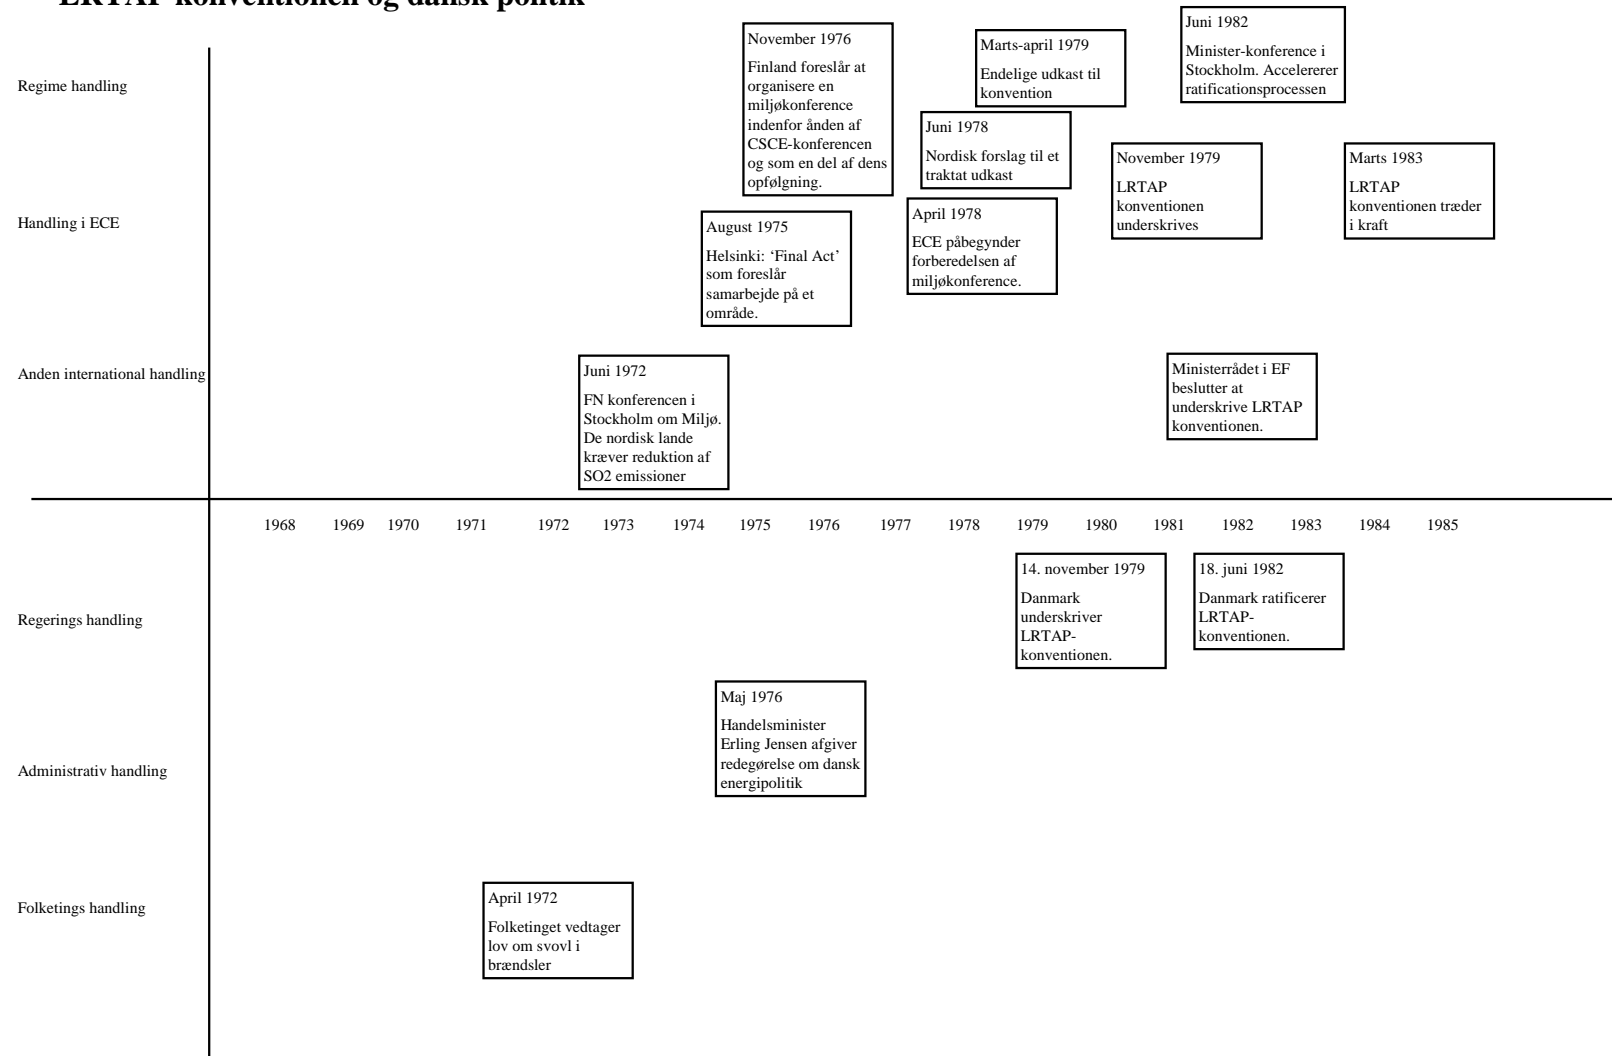 LRTAP konventionen og dansk politik
Regime handling
Handling i ECE
Anden international handling
November 1976
Finland foreslår at
organisere en
miljøkonference
indenfor ånden af
CSCE-konferencen
og som en del af dens
opfølgning.
Marts-april 1979
Endelige udkast til
konvention
Juni 1982
Minister-konference i
Stockholm. Accelererer
ratificationsprocessen
Juni 1978
Nordisk forslag til et
traktat udkast
November 1979
LRTAP
konventionen
underskrives
Marts 1983
LRTAP
konventionen træder
i kraft
August 1975
Helsinki: ‘Final Act’
som foreslår
samarbejde på et
område.
April 1978
ECE påbegynder
forberedelsen af
miljøkonference.
Juni 1972
FN konferencen i
Stockholm om Miljø.
De nordisk lande
kræver reduktion af
SO2 emissioner
Ministerrådet i EF
beslutter at
underskrive LRTAP
konventionen.
1968 1969 1970 1971 1972 1973 1974 1975 1976 1977 1978 1979 1980 1981 1982 1983 1984 1985
Regerings handling
14. november 1979
Danmark
underskriver
LRTAP-
konventionen.
18. juni 1982
Danmark ratificerer
LRTAP-
konventionen.
Administrativ handling
Maj 1976
Handelsminister
Erling Jensen afgiver
redegørelse om dansk
energipolitik
Folketings handling
April 1972
Folketinget vedtager
lov om svovl i
brændsler